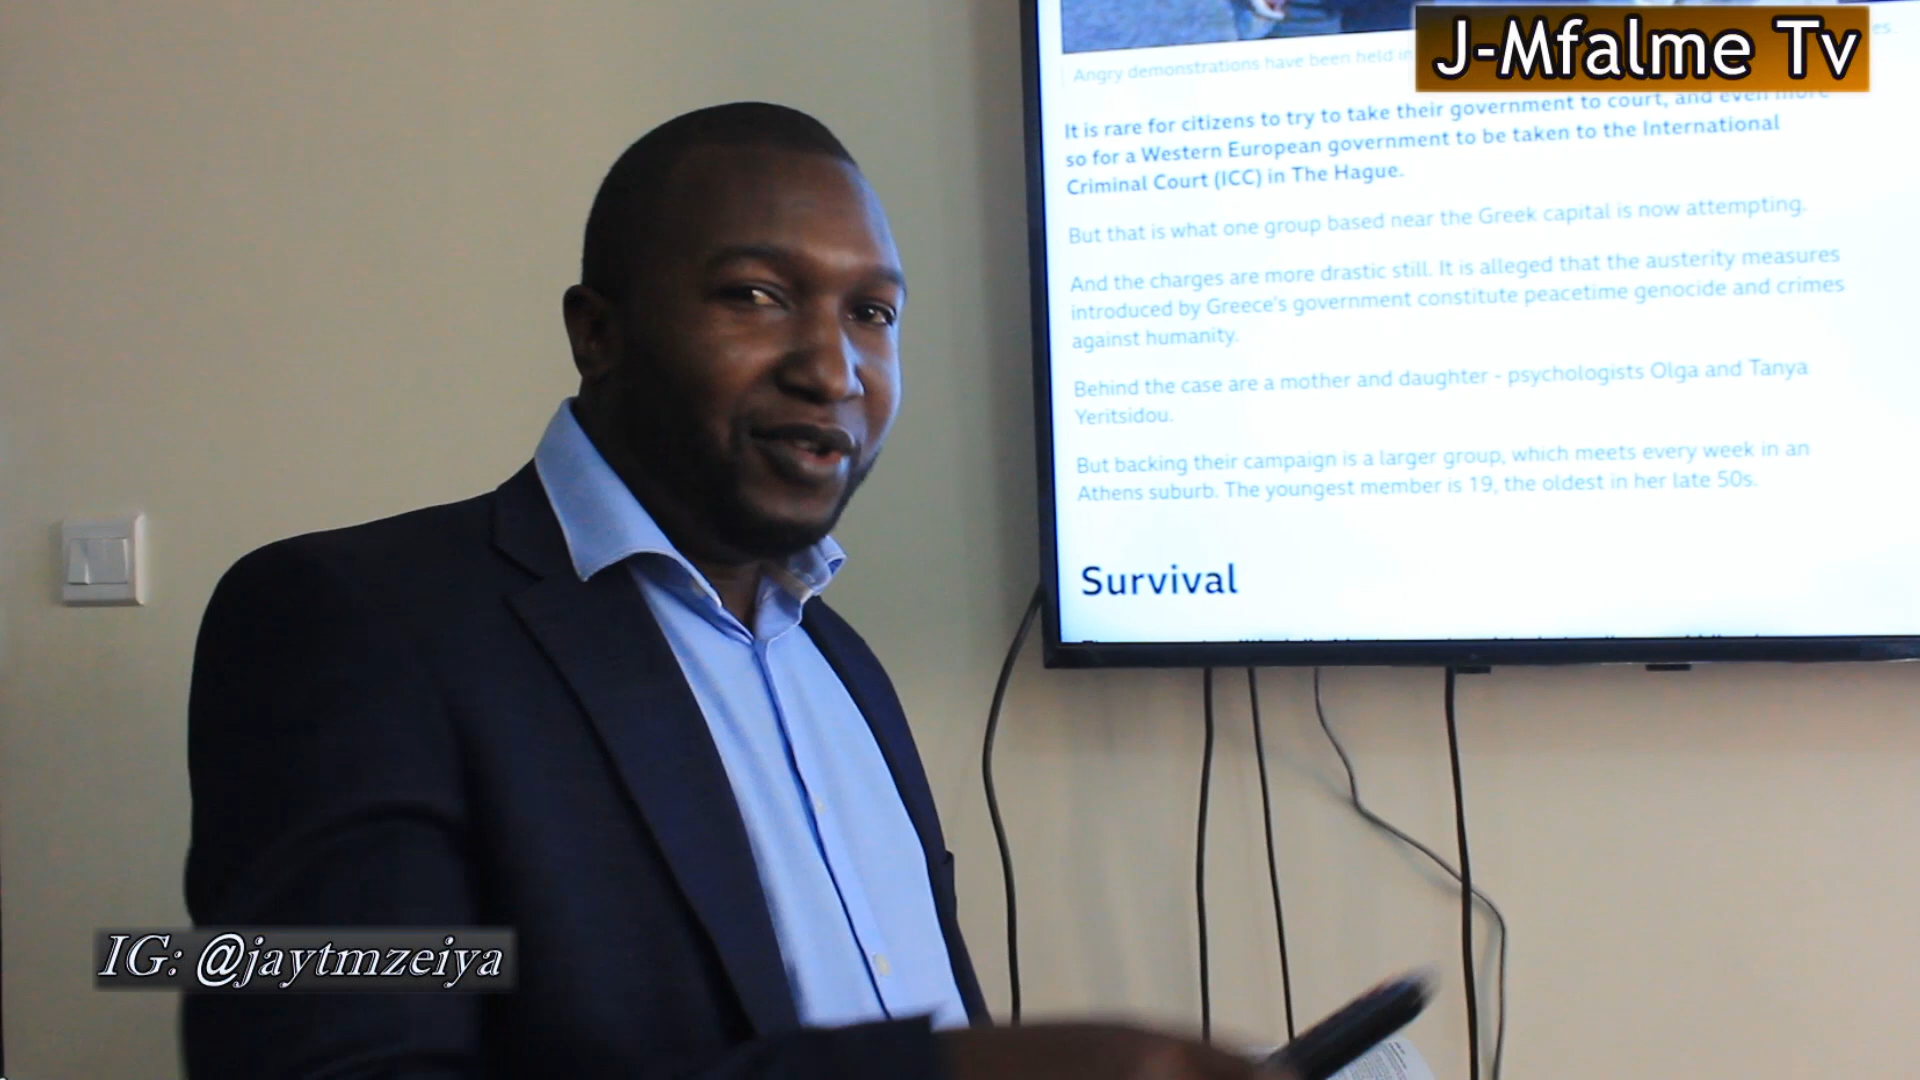 J-Mfalme Tv
Angry demonstrations have been held in
es.
It is rare for citizens to try to take their government to court, and even more
so for a Western European government to be taken to the International
Criminal Court (ICC) in The Hague.
But that is what one group based near the Greek capital is now attempting.
And the charges are more drastic still. It is alleged that the austerity measures
introduced by Greece's government constitute peacetime genocide and crimes
against humanity.
Behind the case are a mother and daughter - psychologists Olga and Tanya
Yeritsidou.
But backing their campaign is a larger group, which meets every week in an
Athens suburb. The youngest member is 19, the oldest in her late 50s.
Survival
IG: @jaytmzeiya